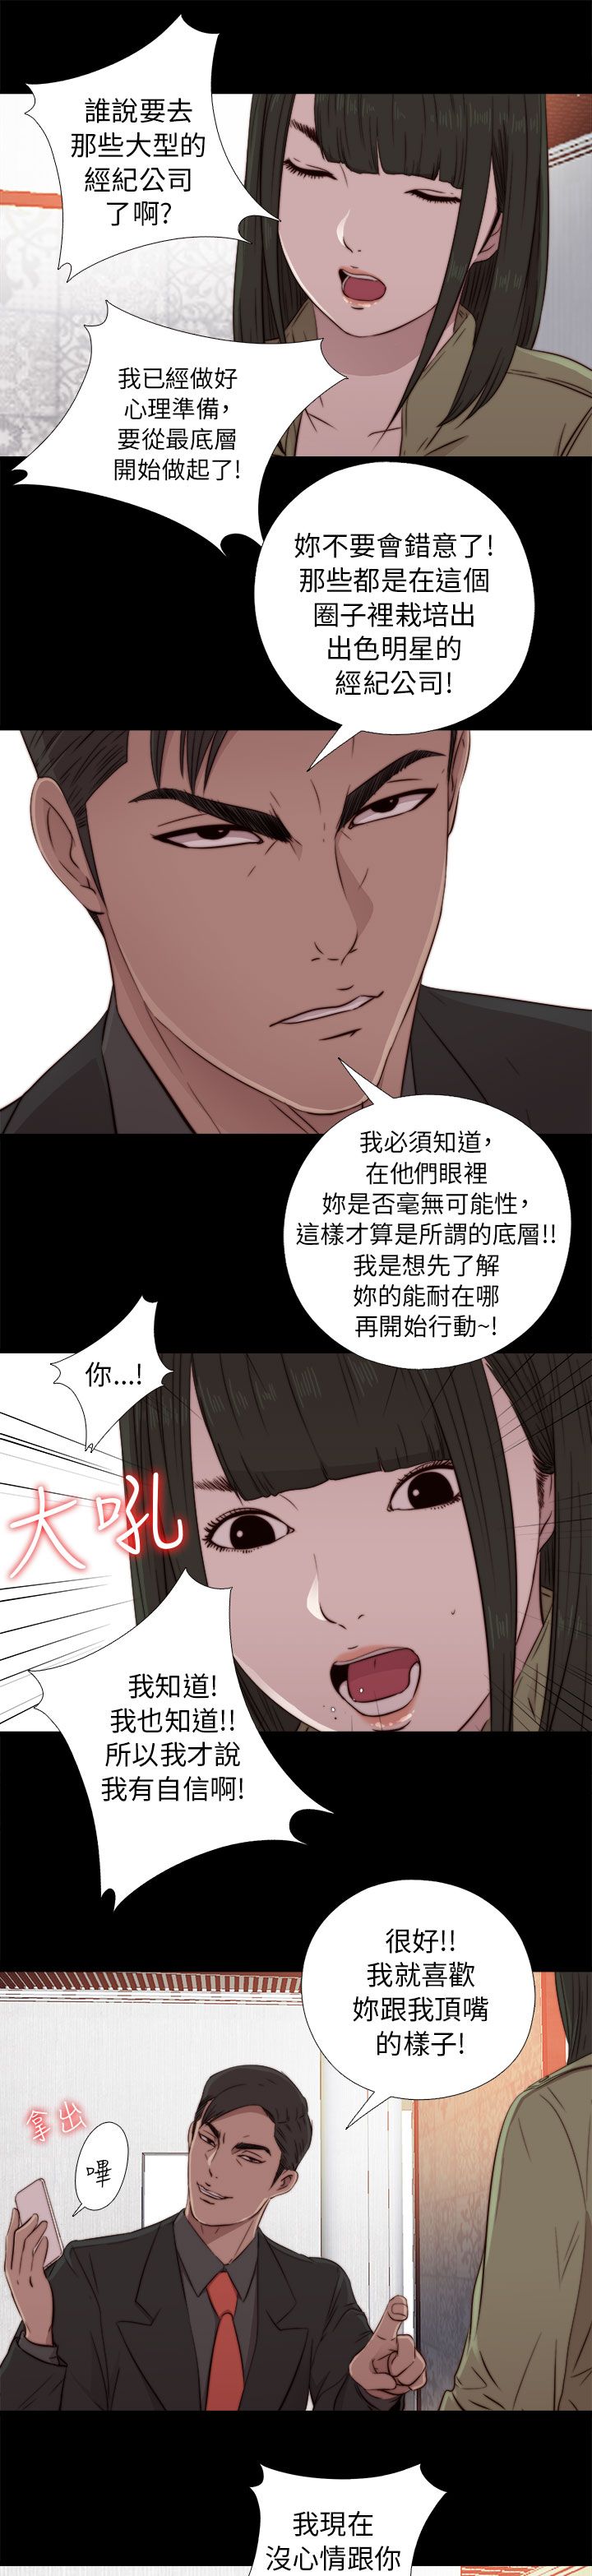 誰說要去
那些大型的
經紀公司
了啊?
我已經做好
心理準備,
要從最底層
開始做起了!
妳不要會錯意了!
那些都是在這個
圈子裡栽培出
出色明星的
經紀公司!
我必須知道,
在他們眼裡
妳是否毫無可能性,
這樣才算是所謂的底層!!
我是想先了解
妳的能耐在哪
再開始行動~!
你...!
大吼
我知道!
我也知道!!
所以我才說
我有自信啊!
很好!!
我就喜歡
妳跟我頂嘴
的樣子!
拿出
嗶
我現在
沒心情跟你